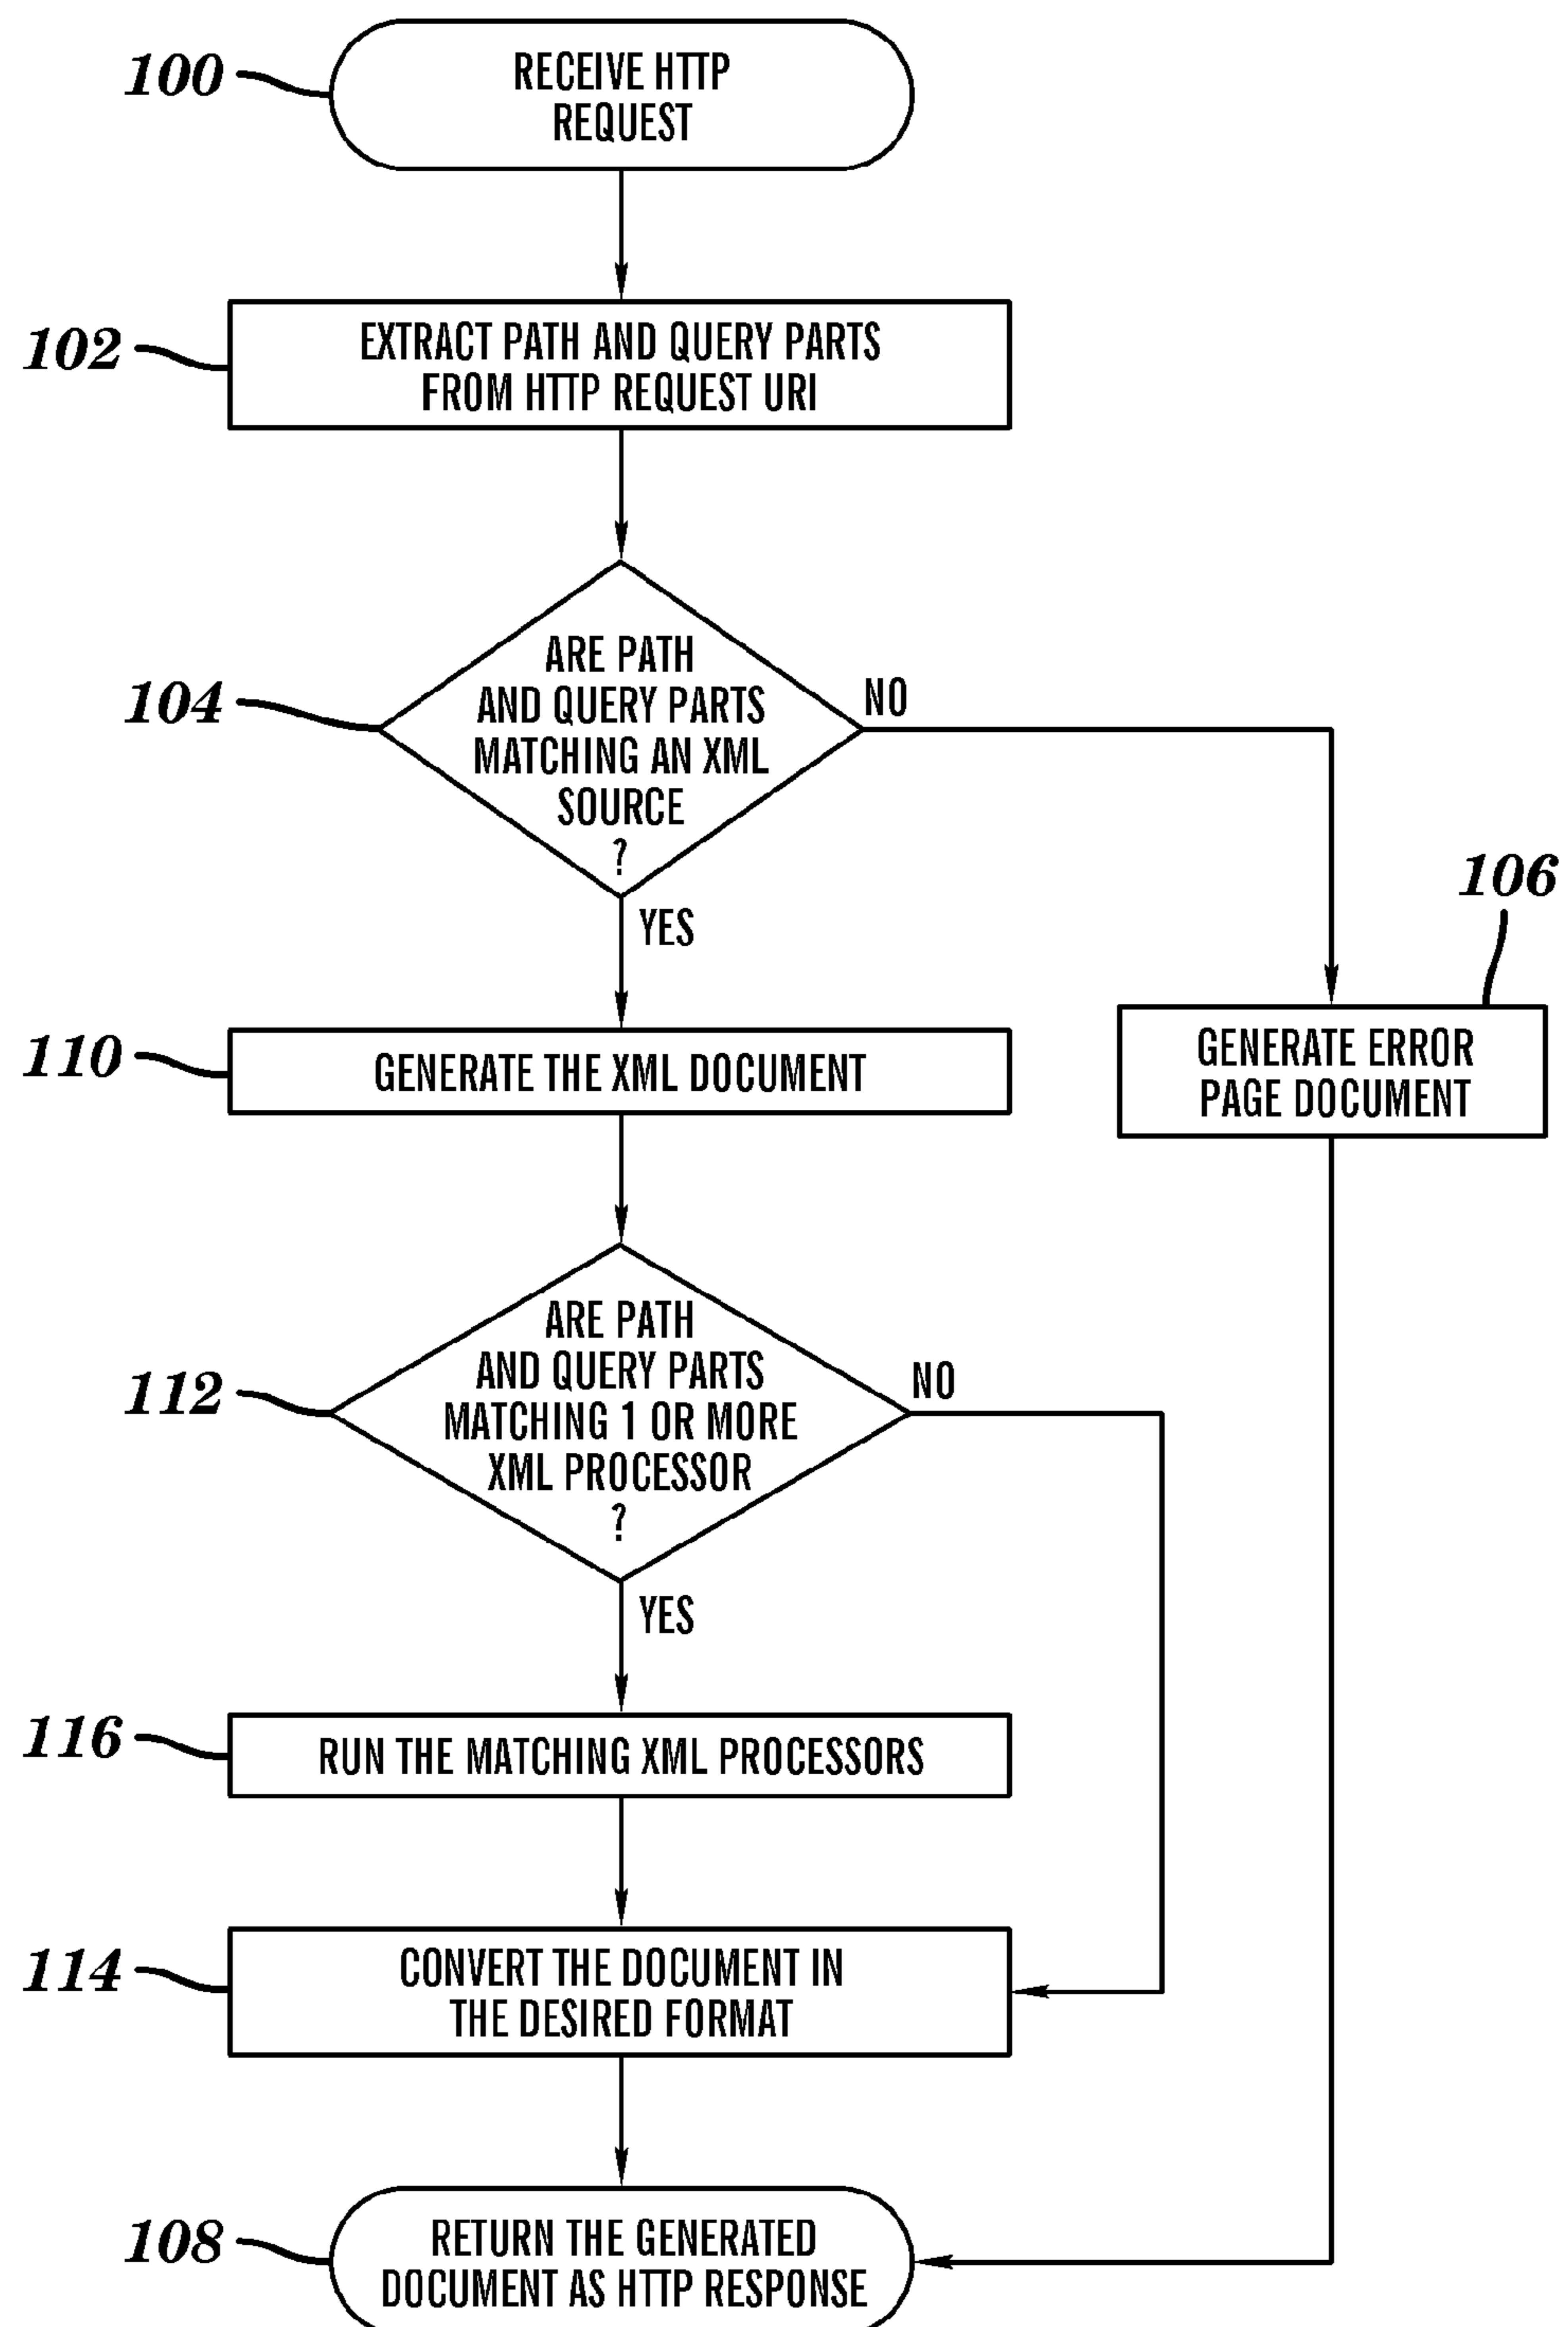 100
RECEIVE HTTP
REQUEST
102
EXTRACT PATH AND QUERY PARTS
FROM HTTP REQUEST URI
104
ARE PATH
AND QUERY PARTS
MATCHING AN XML
SOURCE
?
NO
YES
106
GENERATE ERROR
PAGE DOCUMENT
110
GENERATE THE XML DOCUMENT
112
ARE PATH
AND QUERY PARTS
MATCHING 1 OR MORE
XML PROCESSOR
?
NO
YES
116
RUN THE MATCHING XML PROCESSORS
114
CONVERT THE DOCUMENT IN
THE DESIRED FORMAT
108
RETURN THE GENERATED
DOCUMENT AS HTTP RESPONSE